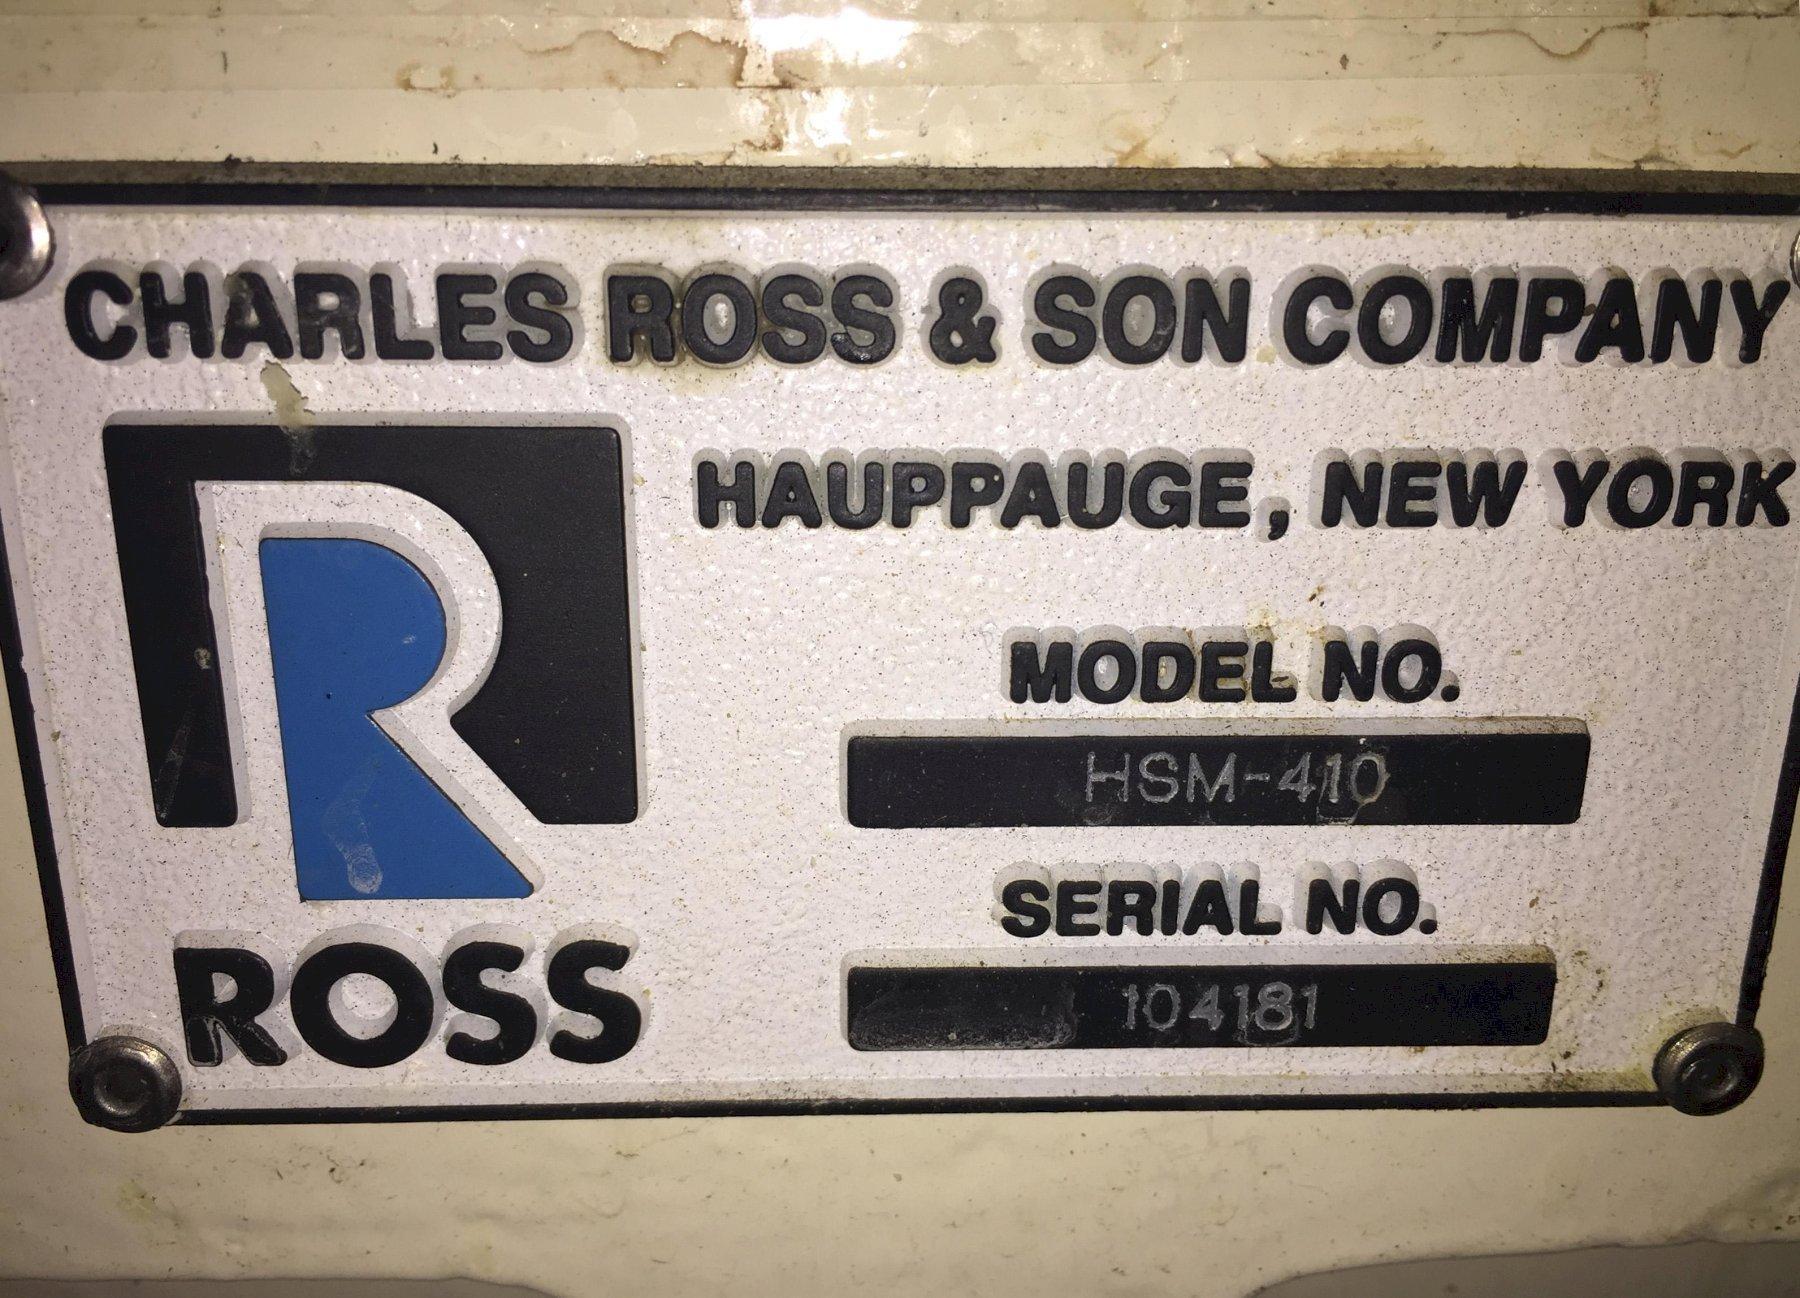 CHARLES ROSS & SON COMPANY
HAUPPAUGE, NEW YORK
R
ROSS
MODEL NO.
HSM-410
SERIAL NO.
104181